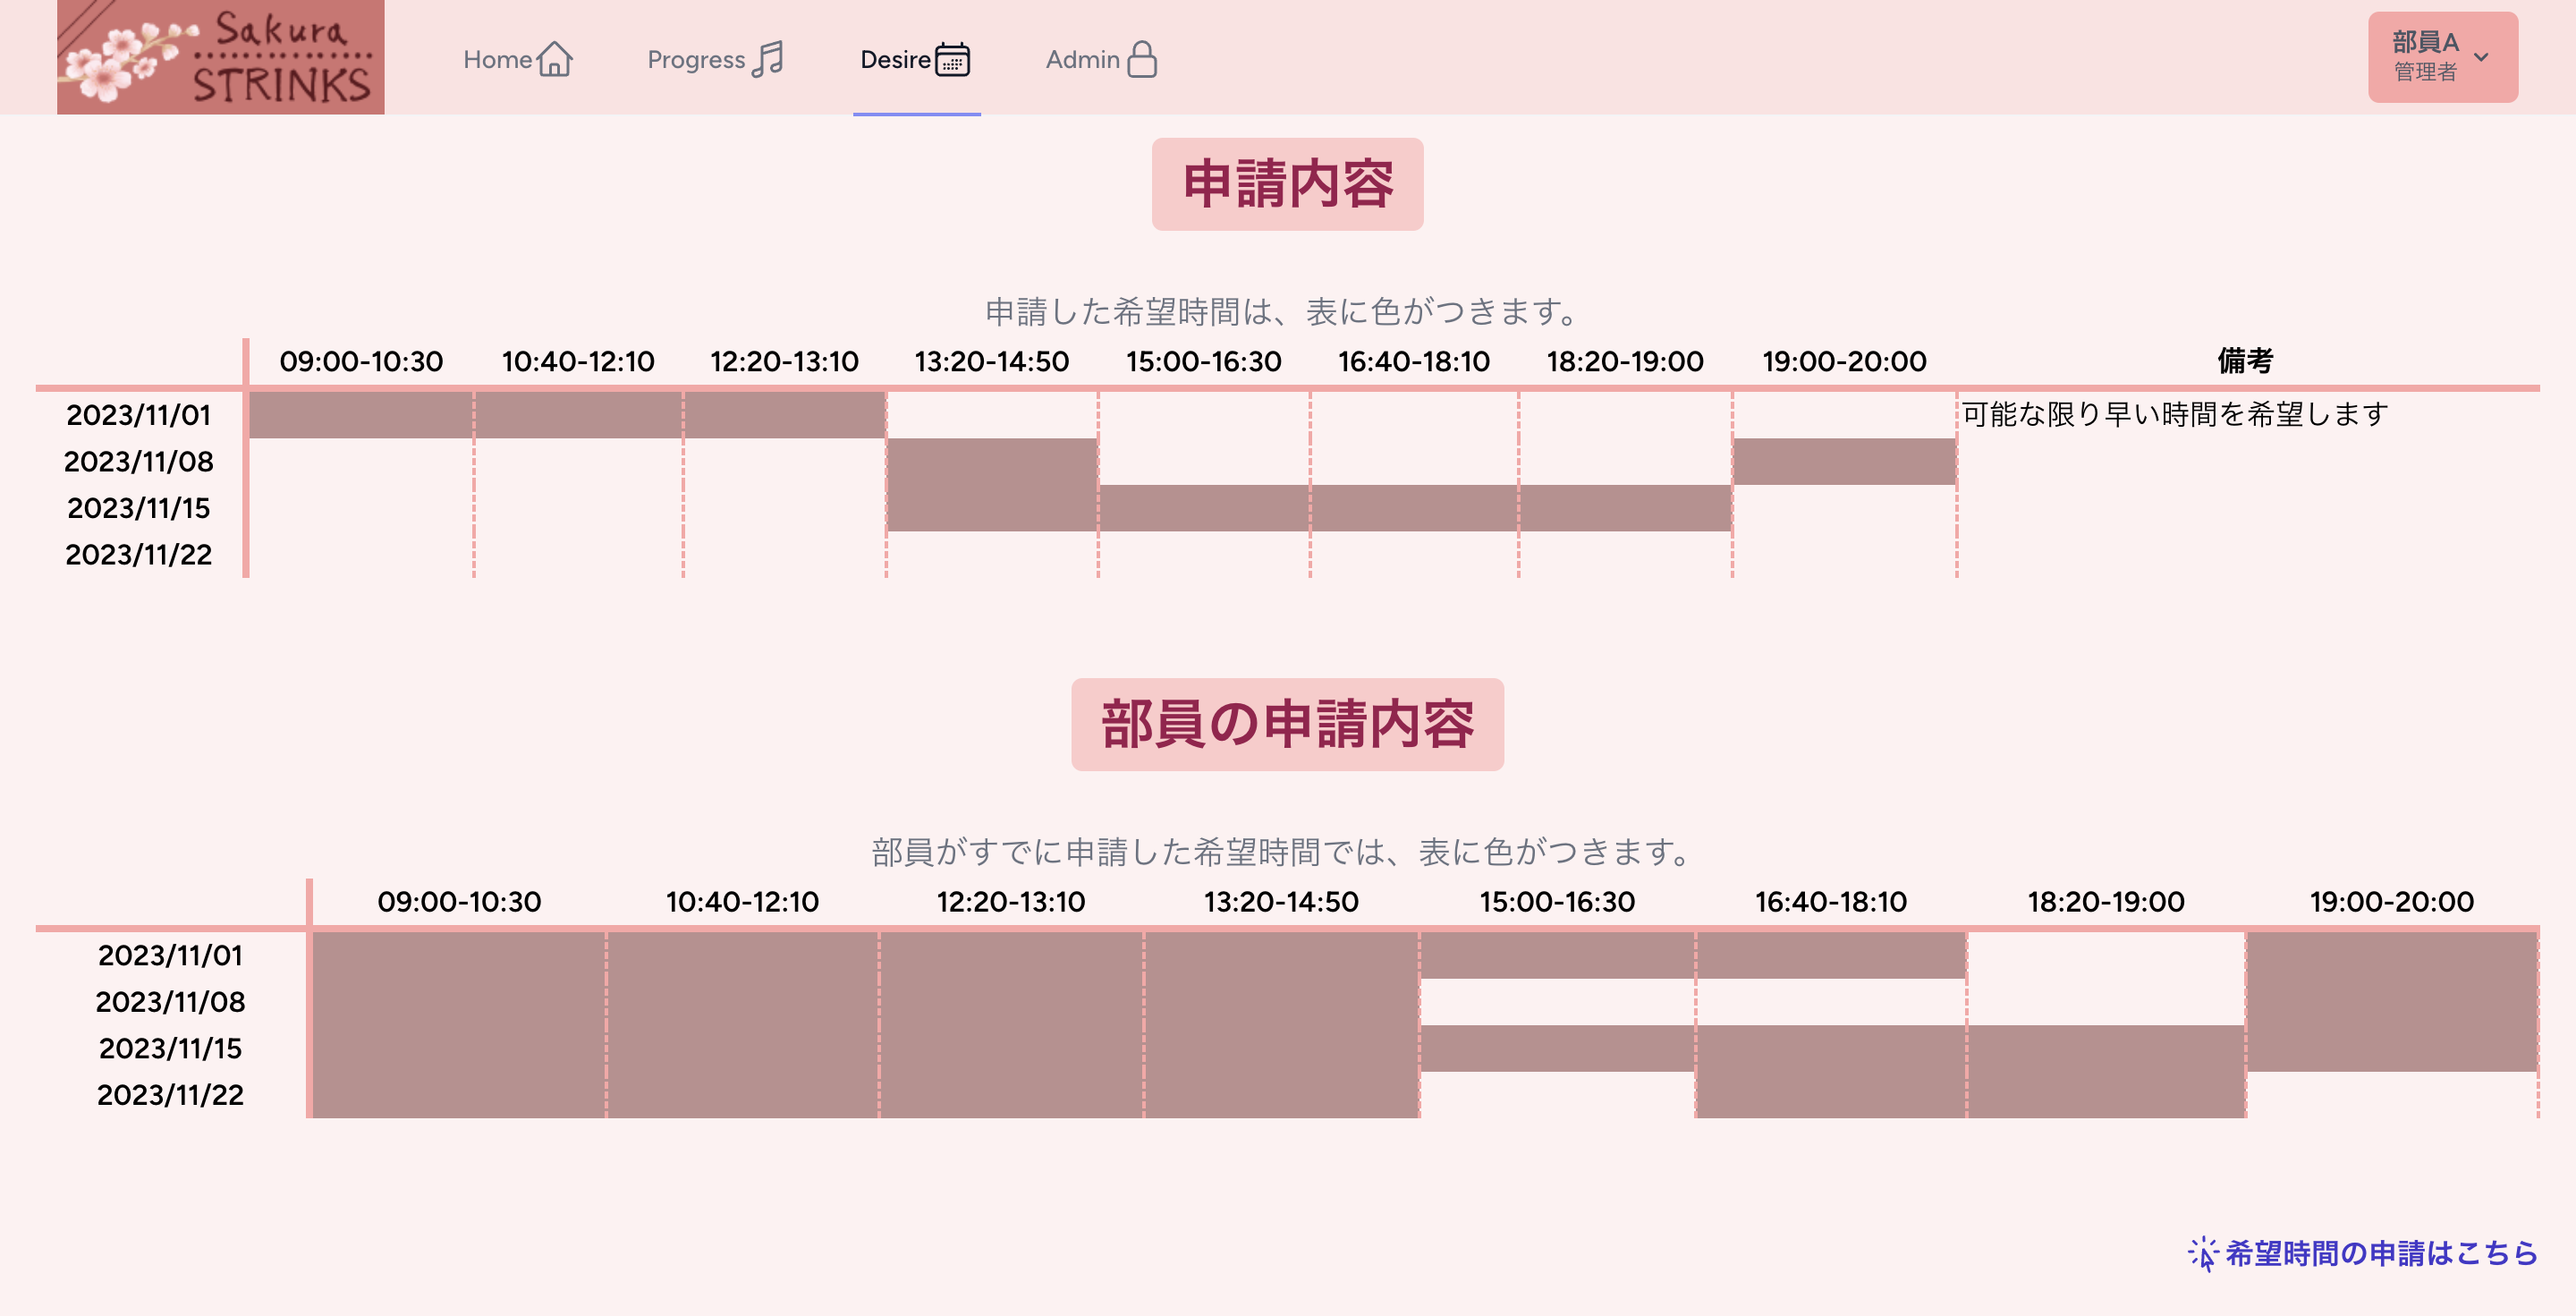 Sakura
STRINKS
Home
Progress
Desire
Admin
部員A
管理者
申請内容
申請した希望時間は、表に色がつきます。
09:00-10:30 10:40-12:10 12:20-13:10 13:20-14:50 15:00-16:30 16:40-18:10 18:20-19:00 19:00-20:00 備考
2023/11/01 可能な限り早い時間を希望します
2023/11/08
2023/11/15
2023/11/22
部員の申請内容
部員がすでに申請した希望時間では、表に色がつきます。
09:00-10:30 10:40-12:10 12:20-13:10 13:20-14:50 15:00-16:30 16:40-18:10 18:20-19:00 19:00-20:00
2023/11/01
2023/11/08
2023/11/15
2023/11/22
希望時間の申請はこちら